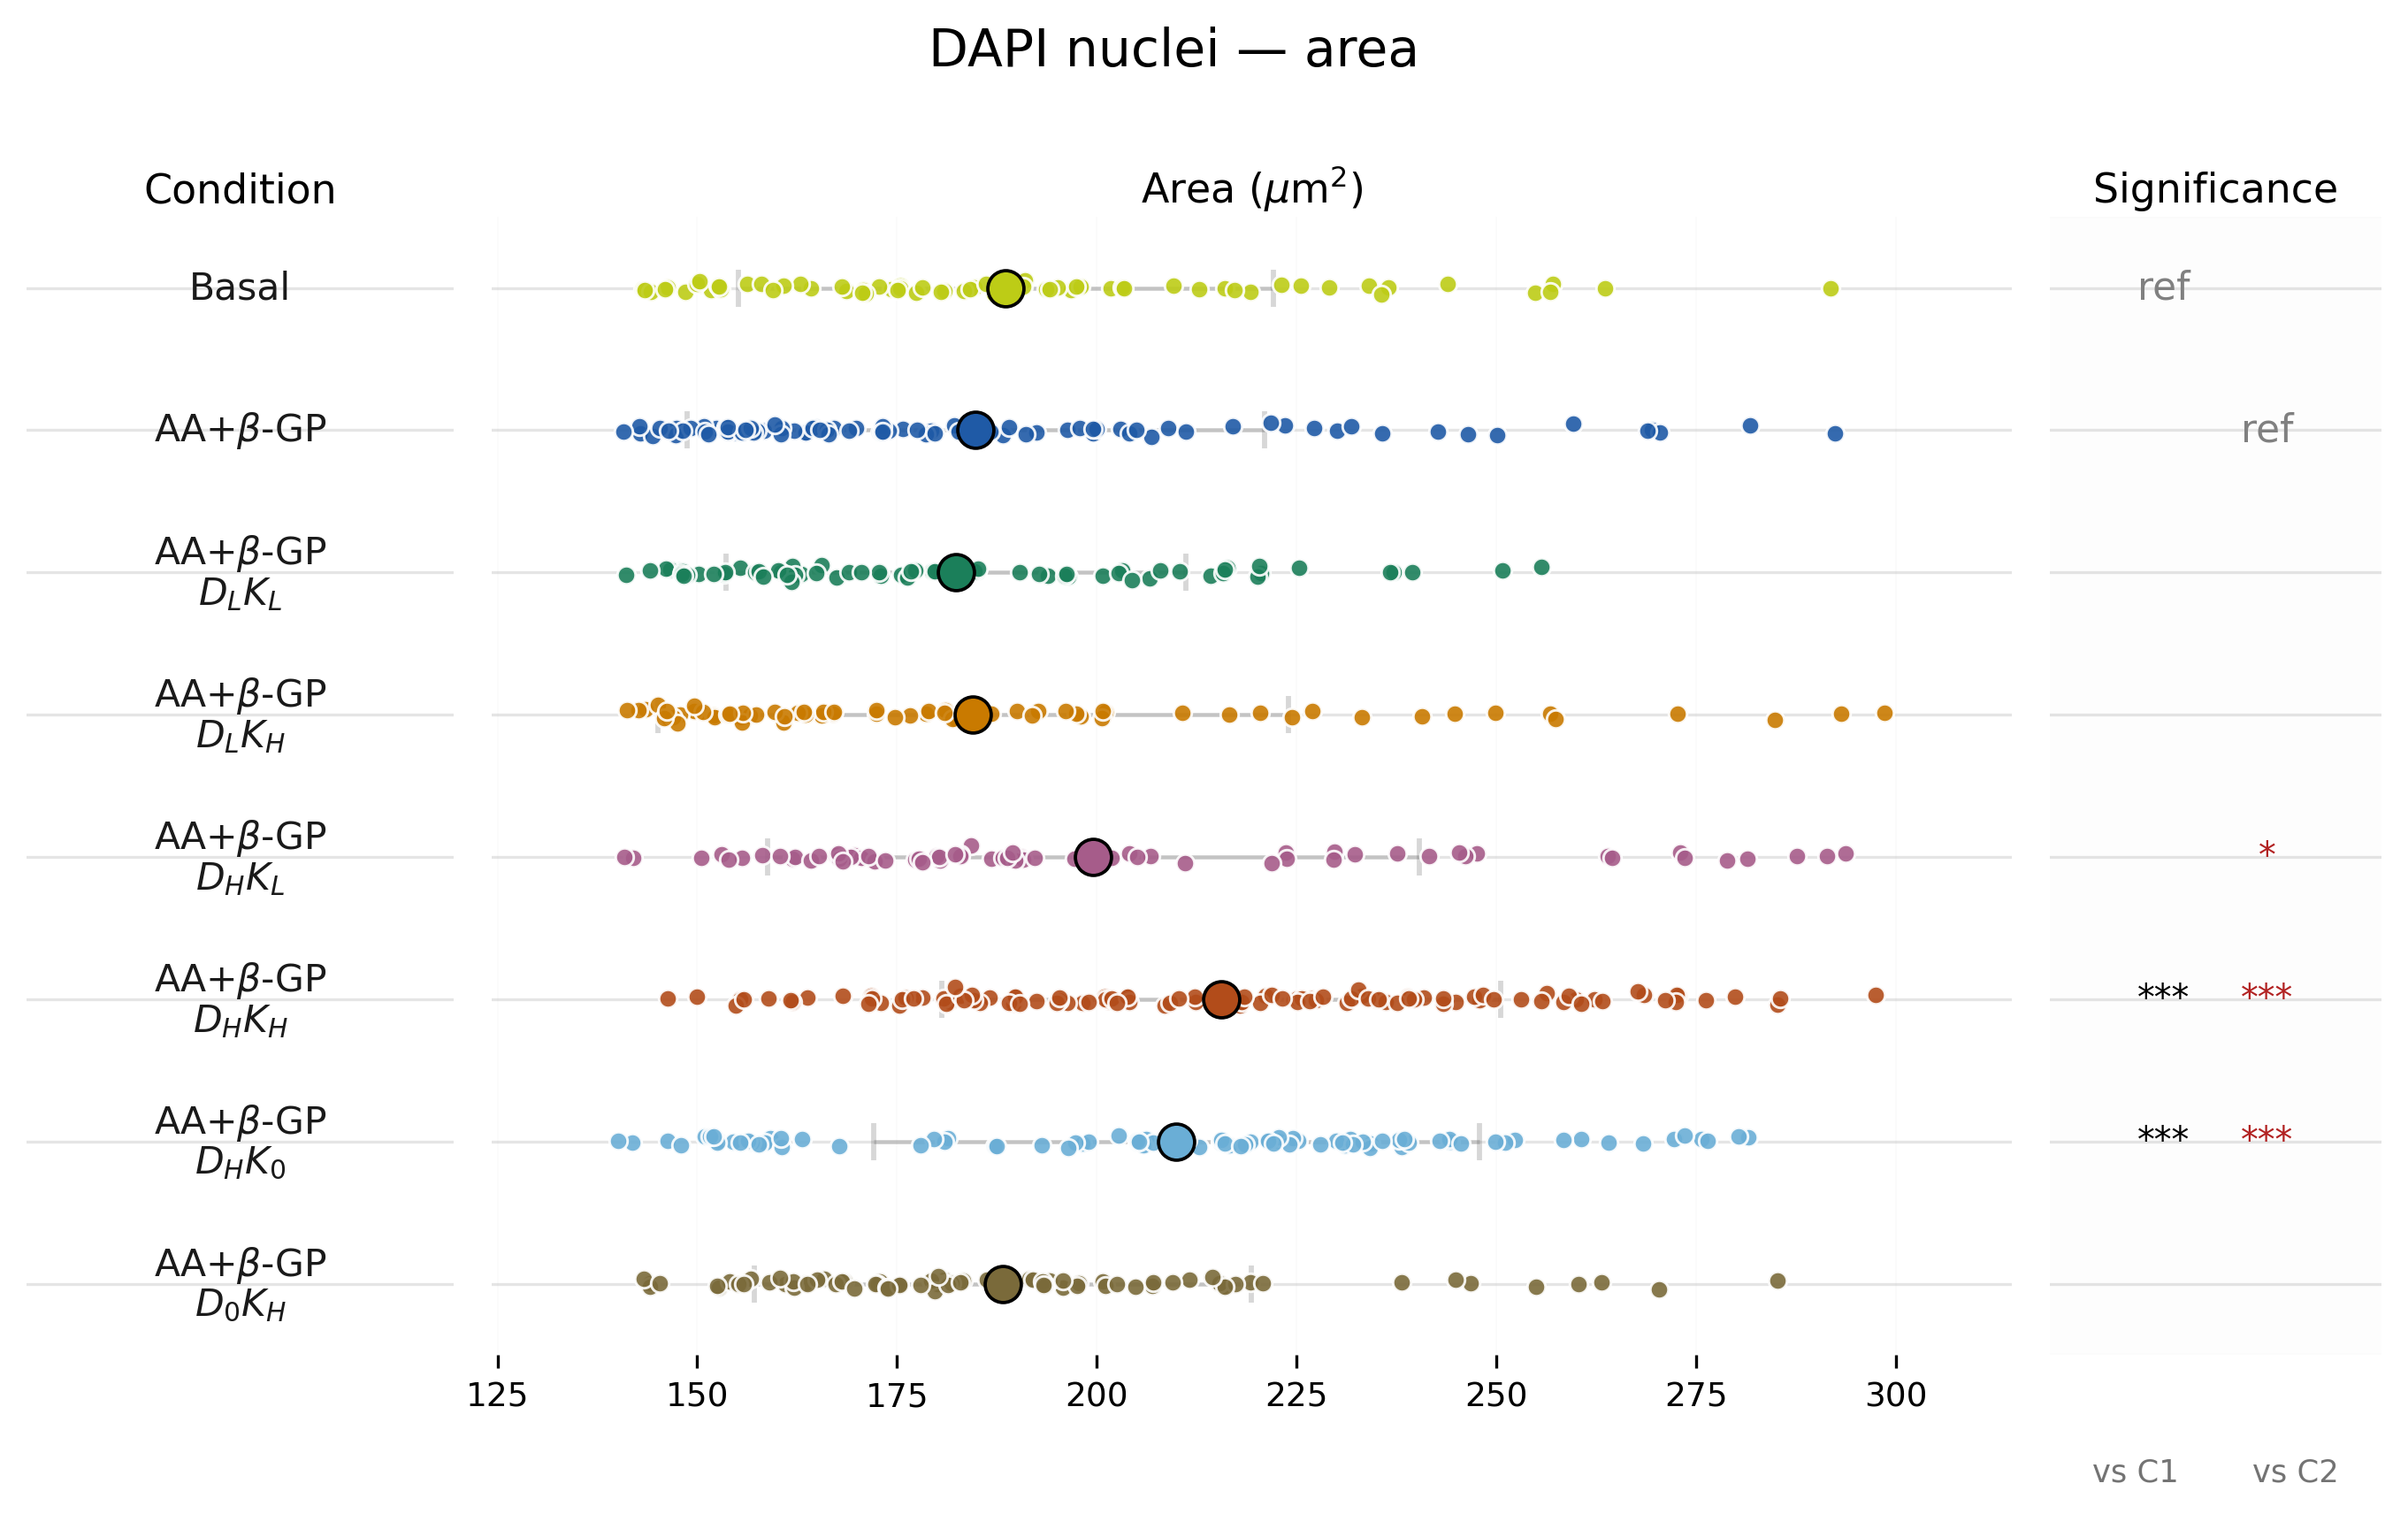 DAPI nuclei — area
Condition
Area (μm²)
Significance
Basal
ref
AA+β-GP
ref
AA+β-GP
D_LK_L
AA+β-GP
D_LK_H
AA+β-GP
D_HK_L
*
AA+β-GP
D_HK_H
*** ***
AA+β-GP
D_HK_0
*** ***
AA+β-GP
D_0K_H
125 150 175 200 225 250 275 300
vs C1 vs C2